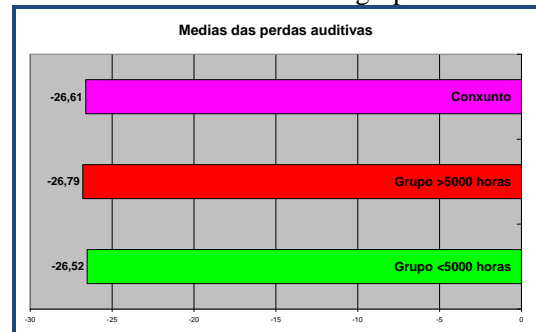 Medias das perdas auditivas
-26,61 Conxunto
-26,79 Grupo >5000 horas
-26,52 Grupo <5000 horas
-30 -25 -20 -15 -10 -5 0